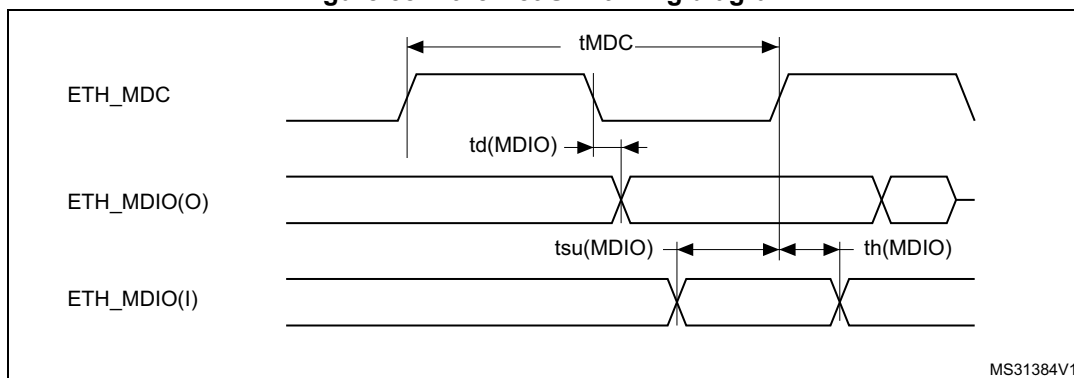 tMDC
ETH_MDC
td(MDIO)
ETH_MDIO(O)
tsu(MDIO)
th(MDIO)
ETH_MDIO(I)
MS31384V1